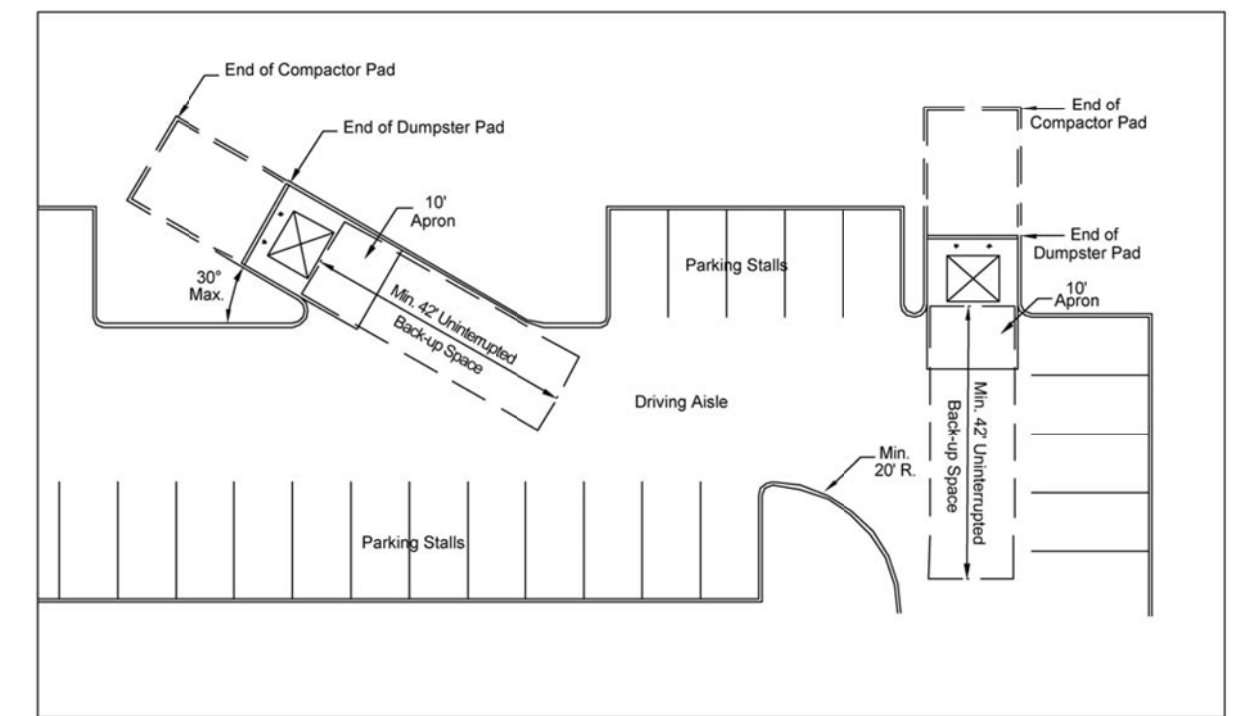 End of Compactor Pad
End of Dumpster Pad
10'
Apron
30°
Max.
Min. 42' Uninterrupted
Back-up Space
Parking Stalls
End of
Compactor Pad
End of
Dumpster Pad
10'
Apron
Min. 42' Uninterrupted
Back-up Space
Driving Aisle
Min.
20' R.
Parking Stalls